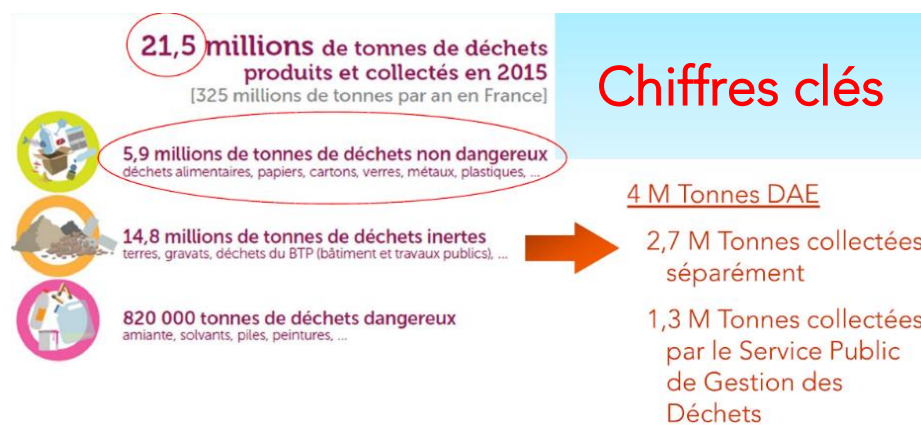 21,5 millions de tonnes de déchets
produits et collectés en 2015
[325 millions de tonnes par an en France]
Chiffres clés
5,9 millions de tonnes de déchets non dangereux
déchets alimentaires, papiers, cartons, verres, métaux, plastiques, ...
14,8 millions de tonnes de déchets inertes
terres, gravats, déchets du BTP (bâtiment et travaux publics), ...
820 000 tonnes de déchets dangereux
amiante, solvants, piles, peintures, ...
4 M Tonnes DAE
2,7 M Tonnes collectées
séparément
1,3 M Tonnes collectées
par le Service Public
de Gestion des
Déchets